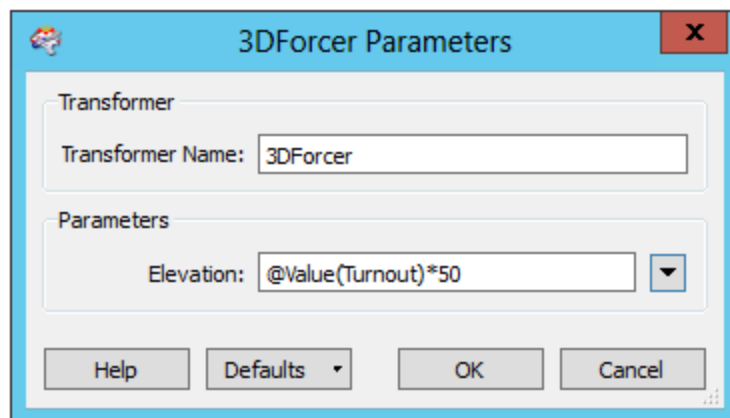 3DForcer Parameters
x
Transformer
Transformer Name: 3DForcer
Parameters
Elevation: @Value(Turnout)*50
Help Defaults OK Cancel